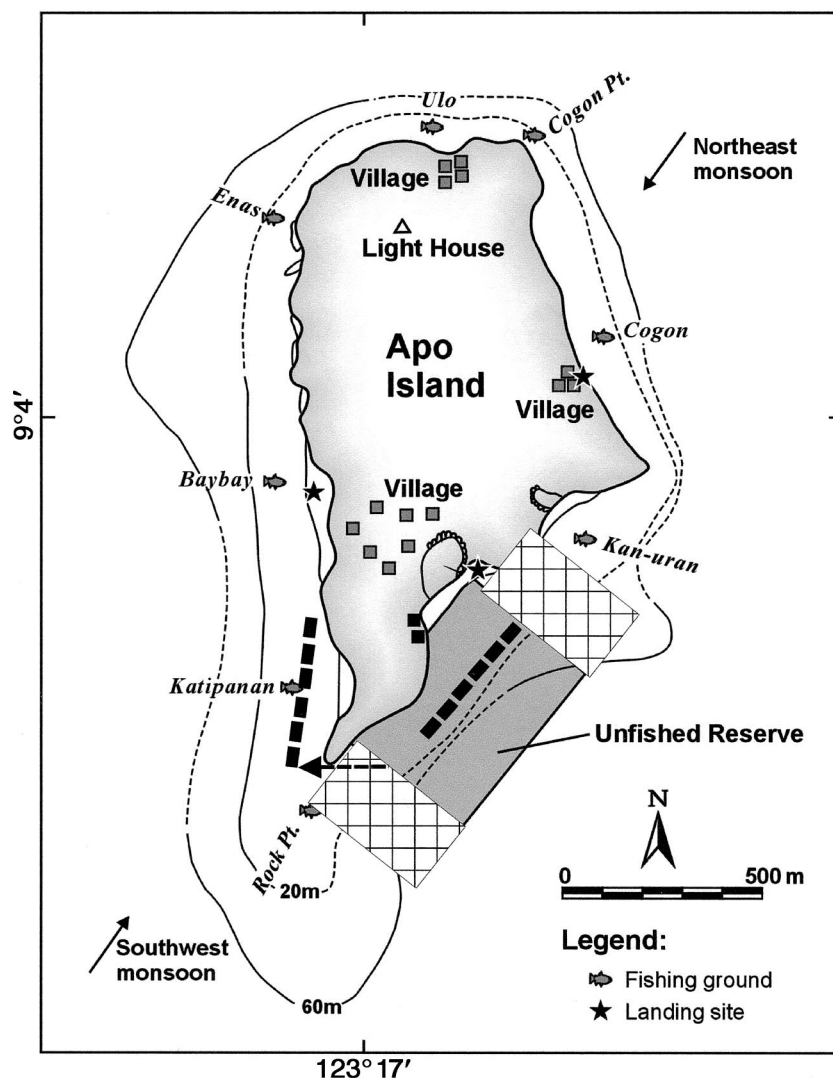 Ulo
Cogon Pt.
Northeast
monsoon
Village
Enas
Light House
Cogon
Apo
Island
9°4′
Village
Baybay
Village
Kan-uran
Katipanan
Unfished Reserve
N
Rock Pt.
0 500 m
20m
Southwest
monsoon
Legend:
Fishing ground
Landing site
60m
123°17′